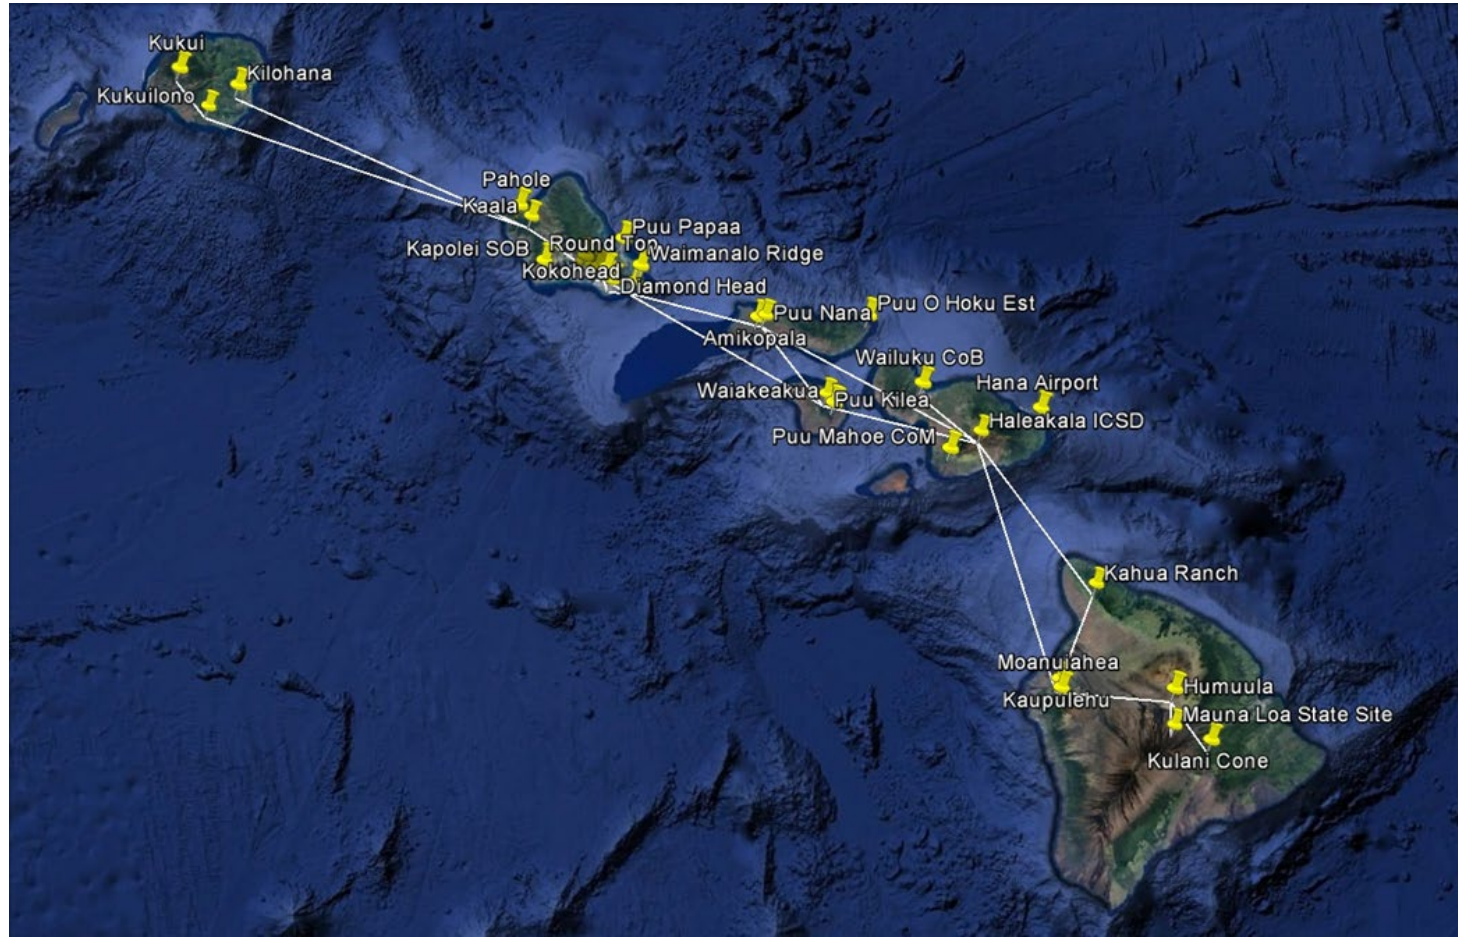 Kukui
Kilohana
Kukuilono
Pahole
Kaala
Puu Papaa
Kapolei SOB
Round Top
Waimanalo Ridge
Kokohead
Diamond Head
Puu O Hoku Est
Puu Nana
Amikopala
Wailuku CoB
Hana Airport
Waiakeakua
Puu Kilea
Haleakala ICSD
Puu Mahoe CoM
Kahua Ranch
Moanuiahea
Humuula
Kaupulehu
Mauna Loa State Site
Kulani Cone